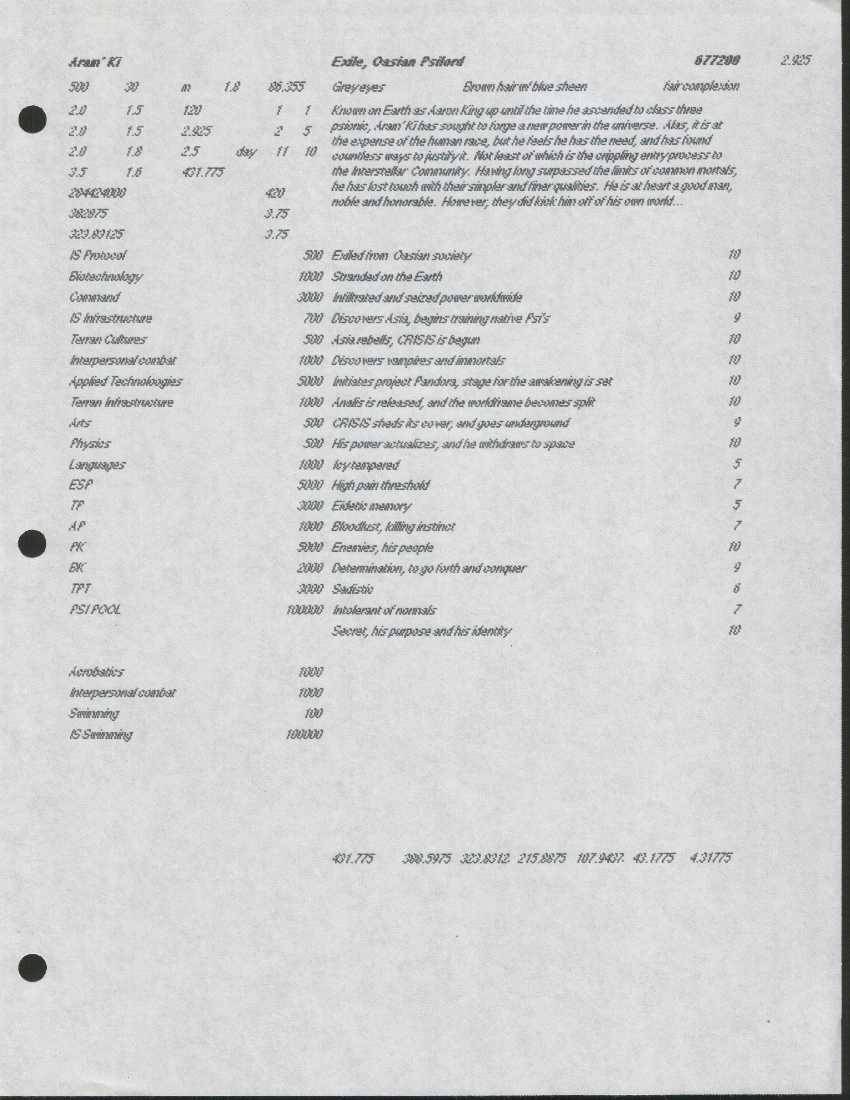 Aram' Ki Exile, Oasian Psilord 677200 2.925
500 30 m 1.8 86.355 Grey eyes Brown hair w/ blue sheen fair complexion
2.0 1.5 120 1 1 Known on Earth as Aaron King up until the time he ascended to class three
2.0 1.5 2.925 2 5 psionic, Aram' Ki has sought to forge a new power in the universe. Alas, it is at
the expense of the human race, but he feels he has the need, and has found
2.0 1.8 2.5 day 11 10 countless ways to justify it. Not least of which is the crippling entry process to
3.5 1.6 431.775 the Interstellar Community. Having long surpassed the limits of common mortals,
204424000 420 he has lost touch with their simpler and finer qualities. He is at heart a good man,
noble and honorable. However, they did kick him off of his own world...
382875 3.75
323.83125 3.75
IS Protocol 500 Exiled from Oasian society 10
Biotechnology 1000 Stranded on the Earth 10
Command 3000 Infiltrated and seized power worldwide 10
IS Infrastructure 700 Discovers Asia, begins training native Psi's 9
Terran Cultures 500 Asia rebells, CRISIS is begun 10
Interpersonal combat 1000 Discovers vampires and immortals 10
Applied Technoloogies 5000 Initiates project Pandora, stage for the awakening is set 10
Terran Infrastructure 1000 Analis is released, and the worldframe becomes split 10
Arts 500 CRISIS sheds its cover, and goes underground 9
Physics 500 His power actualizes, and he withdraws to space 10
Languages 1000 Icy tempered 5
ESP 5000 High pain threshold 7
TP 3000 Eidetic memory 5
AP 1000 Bloodlust, killing instinct 7
PK 5000 Enemies, his people 10
BK 2000 Determination, to go forth and conquer 9
TPT 3000 Sadistic 6
PSI POOL 100000 Intolerant of normals 7
Secret, his purpose and his identity 10
Acrobatics 1000
Interpersonal combat 1000
Swimming 100
IS Swimming 100000
431.775 388.5975 323.8312 215.8875 107.9437 43.1775 4.31775